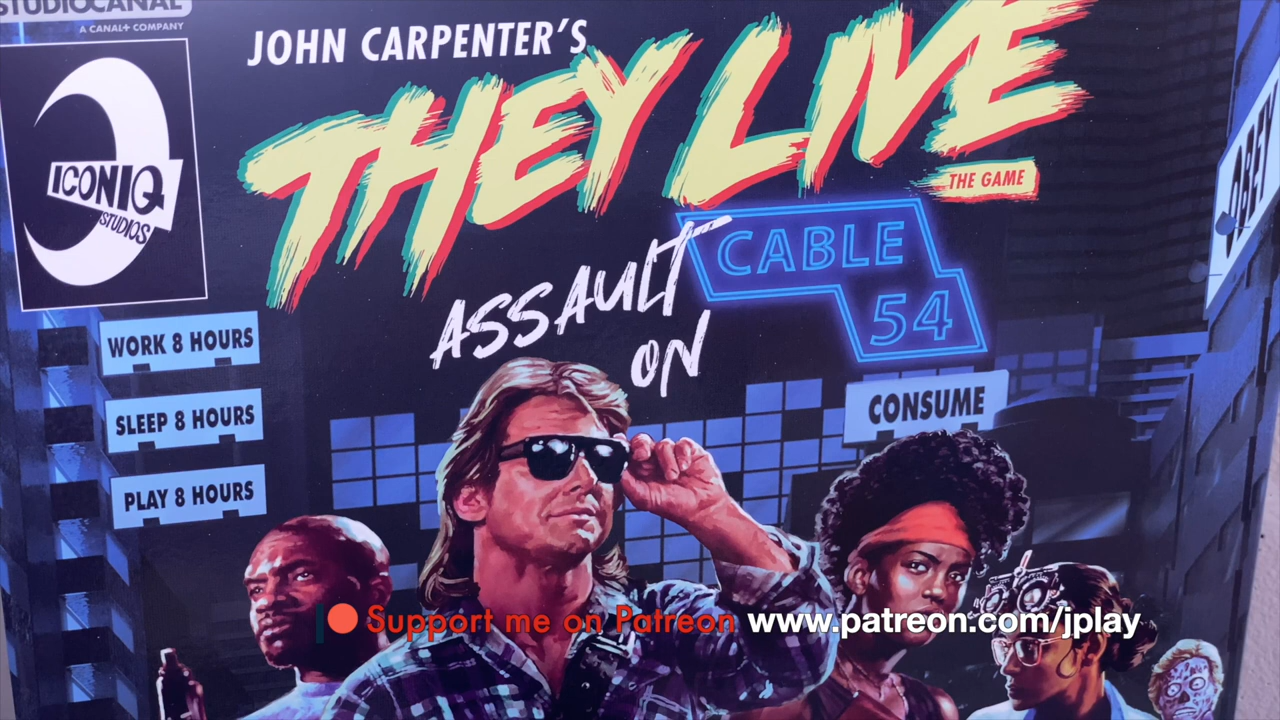 STUDIOCANAL
A CANAL+ COMPANY
JOHN CARPENTER'S
THEY LIVE
THE GAME
ICONIQ
STUDIOS
ASSAULT
ON
CABLE
54
OBEY
WORK 8 HOURS
SLEEP 8 HOURS
PLAY 8 HOURS
CONSUME
Support me on Patreon www.patreon.com/jplay